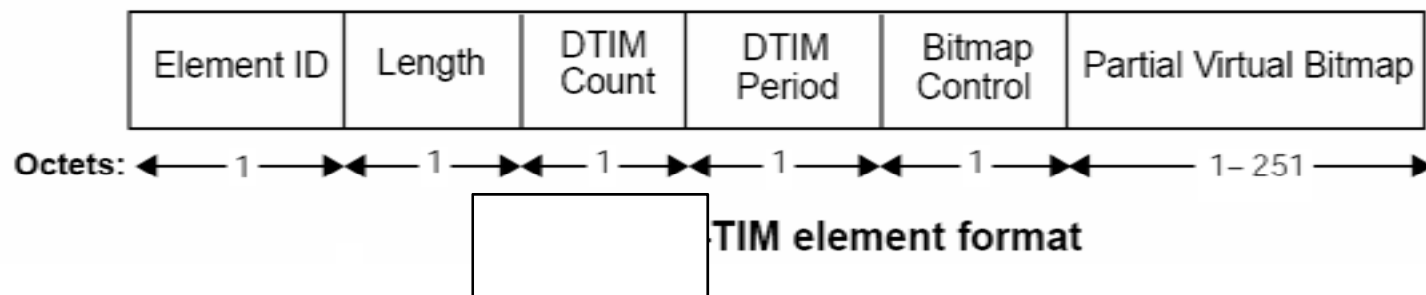 Element ID Length DTIM Count DTIM Period Bitmap Control Partial Virtual Bitmap
Octets: 1 1 1 1 1 1– 251
-TIM element format